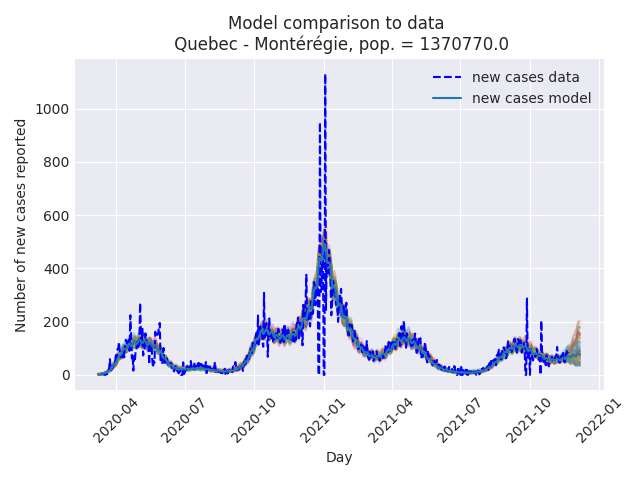 Model comparison to data
Quebec - Montérégie, pop. = 1370770.0
new cases data
new cases model
Number of new cases reported
1000
800
600
400
200
0
2020-04
2020-07
2020-10
2021-01
2021-04
2021-07
2021-10
2022-01
Day